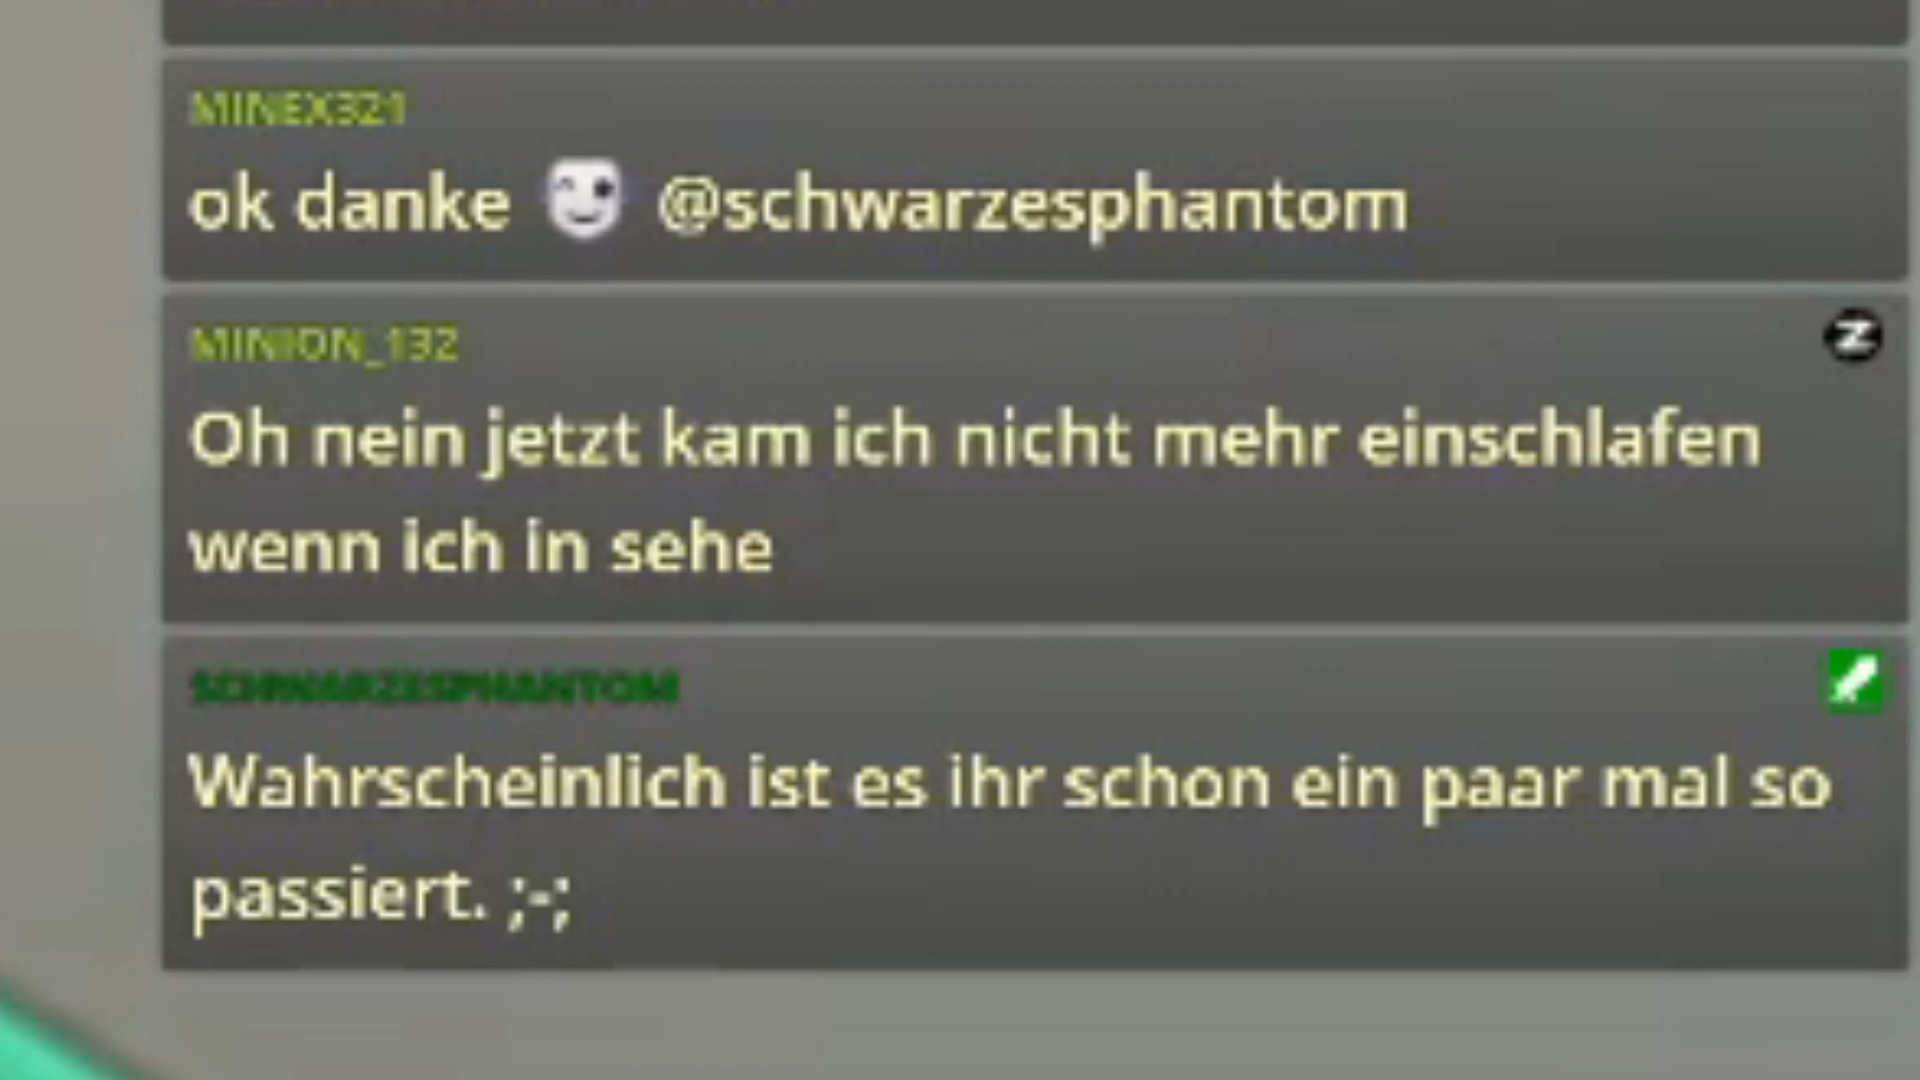 MINEX321
ok danke @schwarzesphantom
MINION_132
Oh nein jetzt kam ich nicht mehr einschlafen
wenn ich in sehe
SCHWARZESPHANTOM
Wahrscheinlich ist es ihr schon ein paar mal so
passiert. ;-;